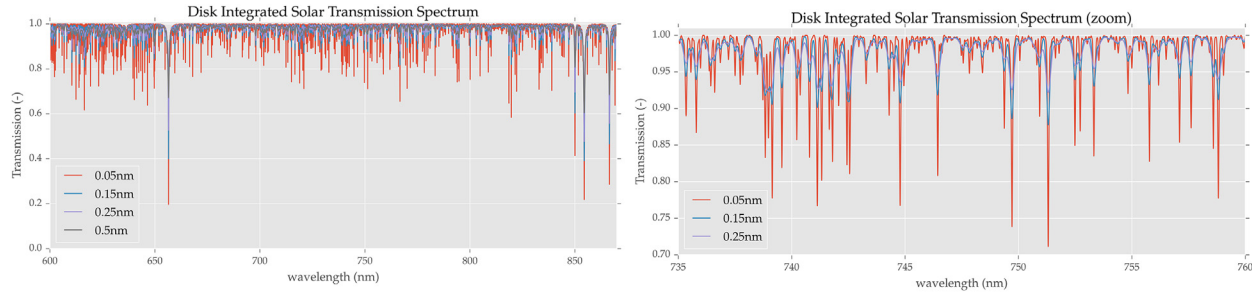 Disk Integrated Solar Transmission Spectrum
1.0
0.8
0.6
0.4
0.2
0.0
Transmission (-)
0.05nm
0.15nm
0.25nm
0.5nm
600 650 700 750 800 850
wavelength (nm)
Disk Integrated Solar Transmission Spectrum (zoom)
1.00
0.95
0.90
0.85
0.80
0.75
0.70
Transmission (-)
0.05nm
0.15nm
0.25nm
735 740 745 750 755 760
wavelength (nm)